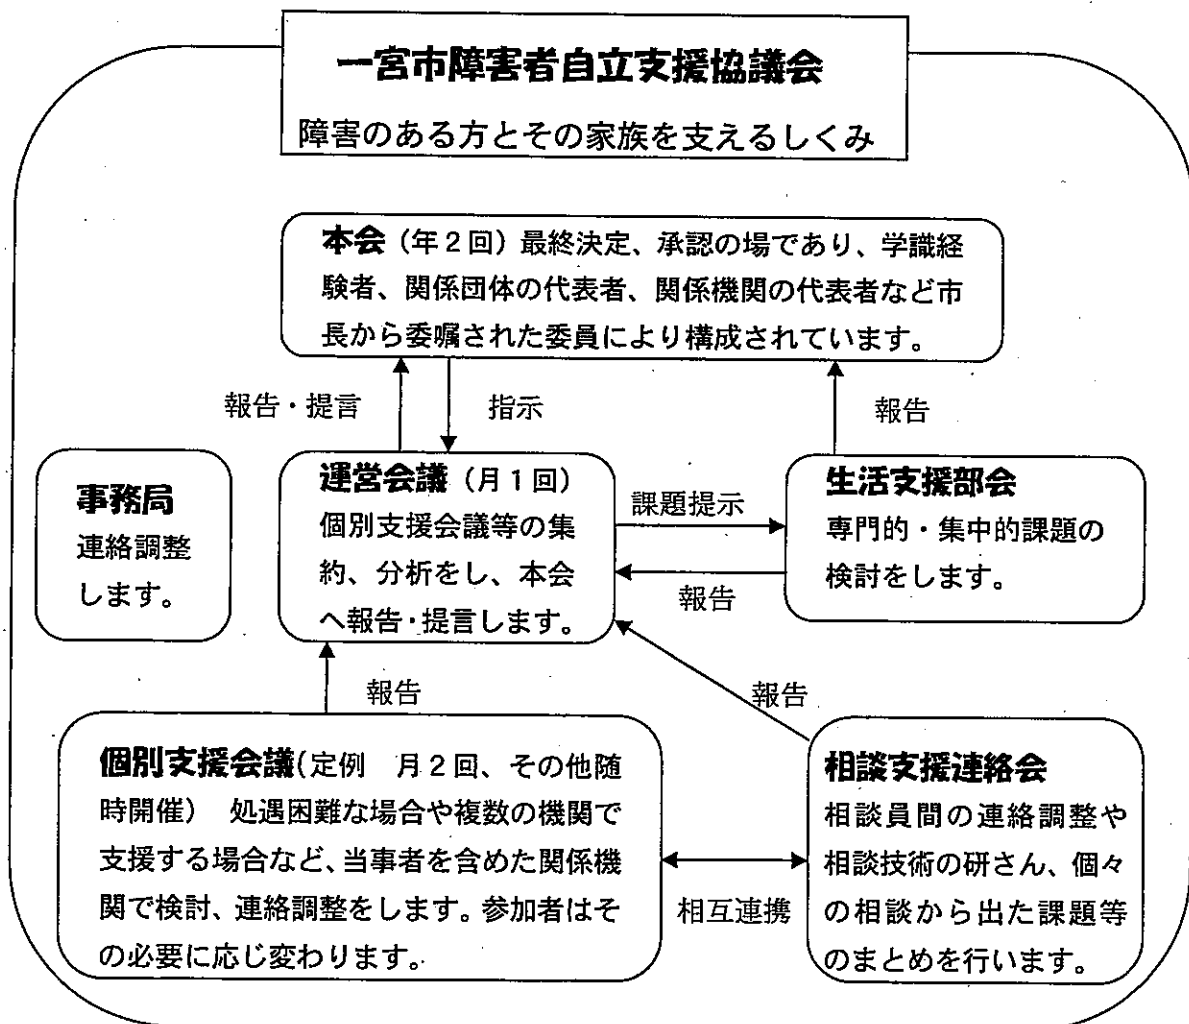 一宮市障害者自立支援協議会
障害のある方とその家族を支えるしくみ
本会（年２回）最終決定、承認の場であり、学識経
験者、関係団体の代表者、関係機関の代表者など市
長から委嘱された委員により構成されています。
報告・提言
指示
報告
事務局
連絡調整
します。
運営会議（月１回）
個別支援会議等の集
約、分析をし、本会
へ報告・提言します。
課題提示
報告
生活支援部会
専門的・集中的課題の
検討をします。
報告
報告
個別支援会議（定例　月２回、その他随
時開催）　処遇困難な場合や複数の機関で
支援する場合など、当事者を含めた関係機
関で検討、連絡調整をします。参加者はそ
の必要に応じ変わります。
相互連携
相談支援連絡会
相談員間の連絡調整や
相談技術の研さん、個々
の相談から出た課題等
のまとめを行います。